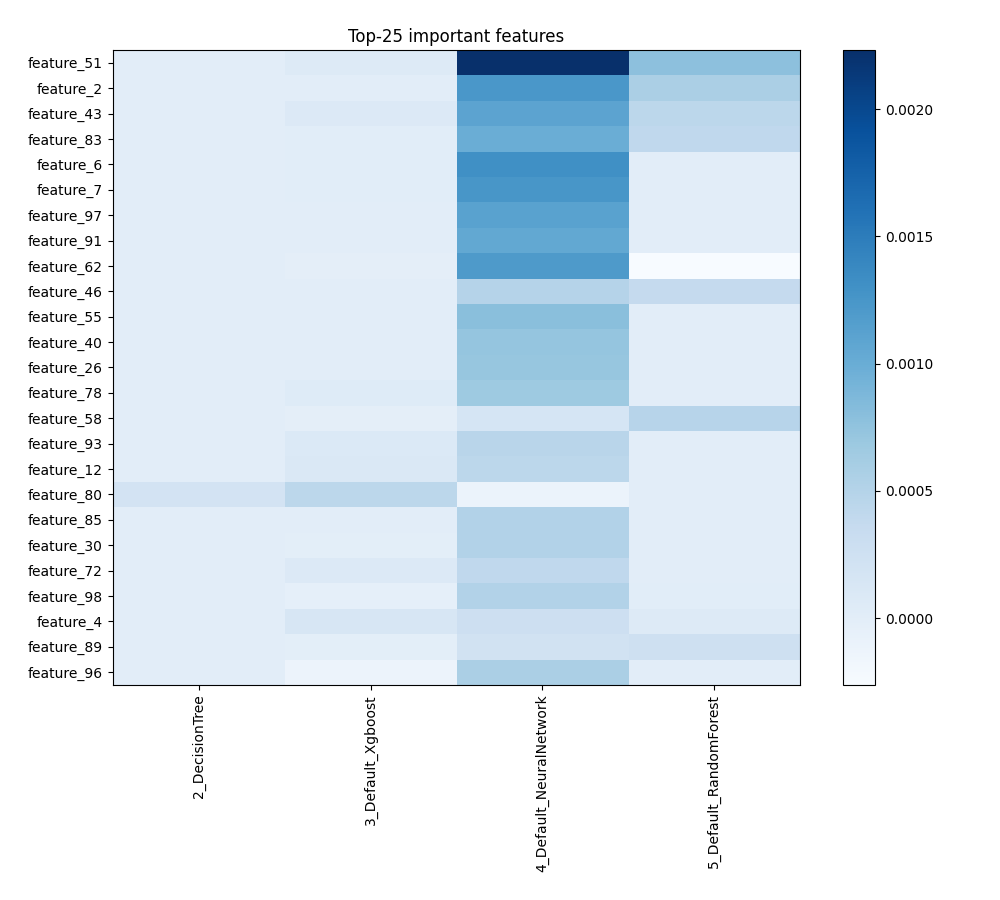 Top-25 important features
feature_51
feature_2
feature_43
feature_83
feature_6
feature_7
feature_97
feature_91
feature_62
feature_46
feature_55
feature_40
feature_26
feature_78
feature_58
feature_93
feature_12
feature_80
feature_85
feature_30
feature_72
feature_98
feature_4
feature_89
feature_96
2_DecisionTree
3_Default_Xgboost
4_Default_NeuralNetwork
5_Default_RandomForest
0.0020
0.0015
0.0010
0.0005
0.0000